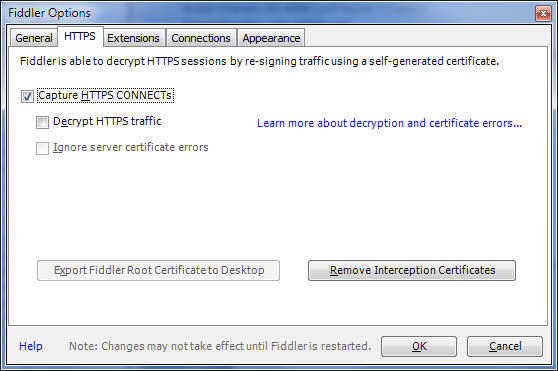 Fiddler Options
General HTTPS Extensions Connections Appearance
Fiddler is able to decrypt HTTPS sessions by re-signing traffic using a self-generated certificate.
Capture HTTPS CONNECTs
Decrypt HTTPS traffic
Learn more about decryption and certificate errors...
Ignore server certificate errors
Export Fiddler Root Certificate to Desktop
Remove Interception Certificates
Help
Note: Changes may not take effect until Fiddler is restarted.
OK
Cancel